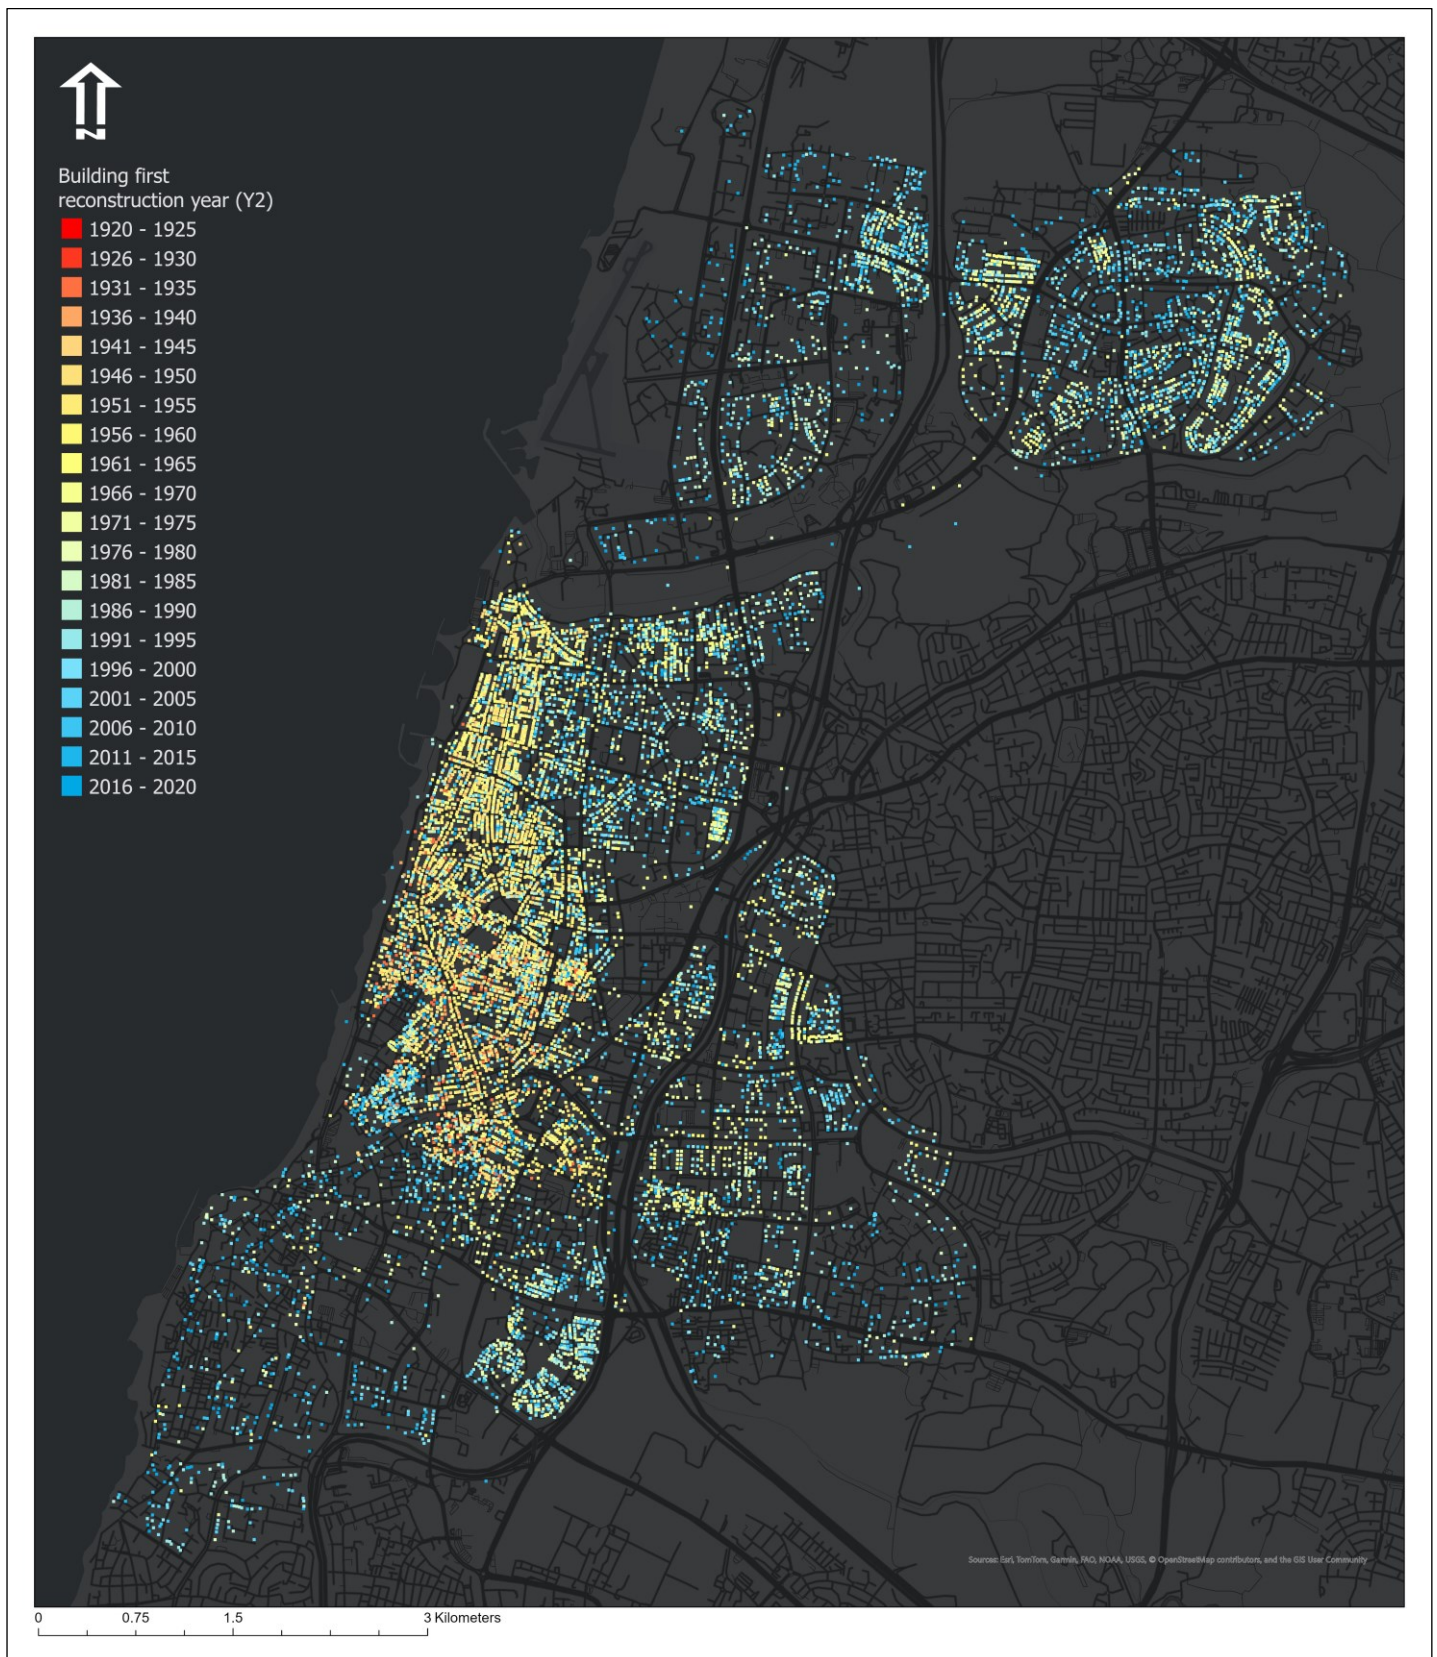 N
Building first
reconstruction year (Y2)
1920 - 1925
1926 - 1930
1931 - 1935
1936 - 1940
1941 - 1945
1946 - 1950
1951 - 1955
1956 - 1960
1961 - 1965
1966 - 1970
1971 - 1975
1976 - 1980
1981 - 1985
1986 - 1990
1991 - 1995
1996 - 2000
2001 - 2005
2006 - 2010
2011 - 2015
2016 - 2020
Sources: Esri, TomTom, Garmin, FAO, NOAA, USGS, © OpenStreetMap contributors, and the GIS User Community
0 0.75 1.5 3 Kilometers